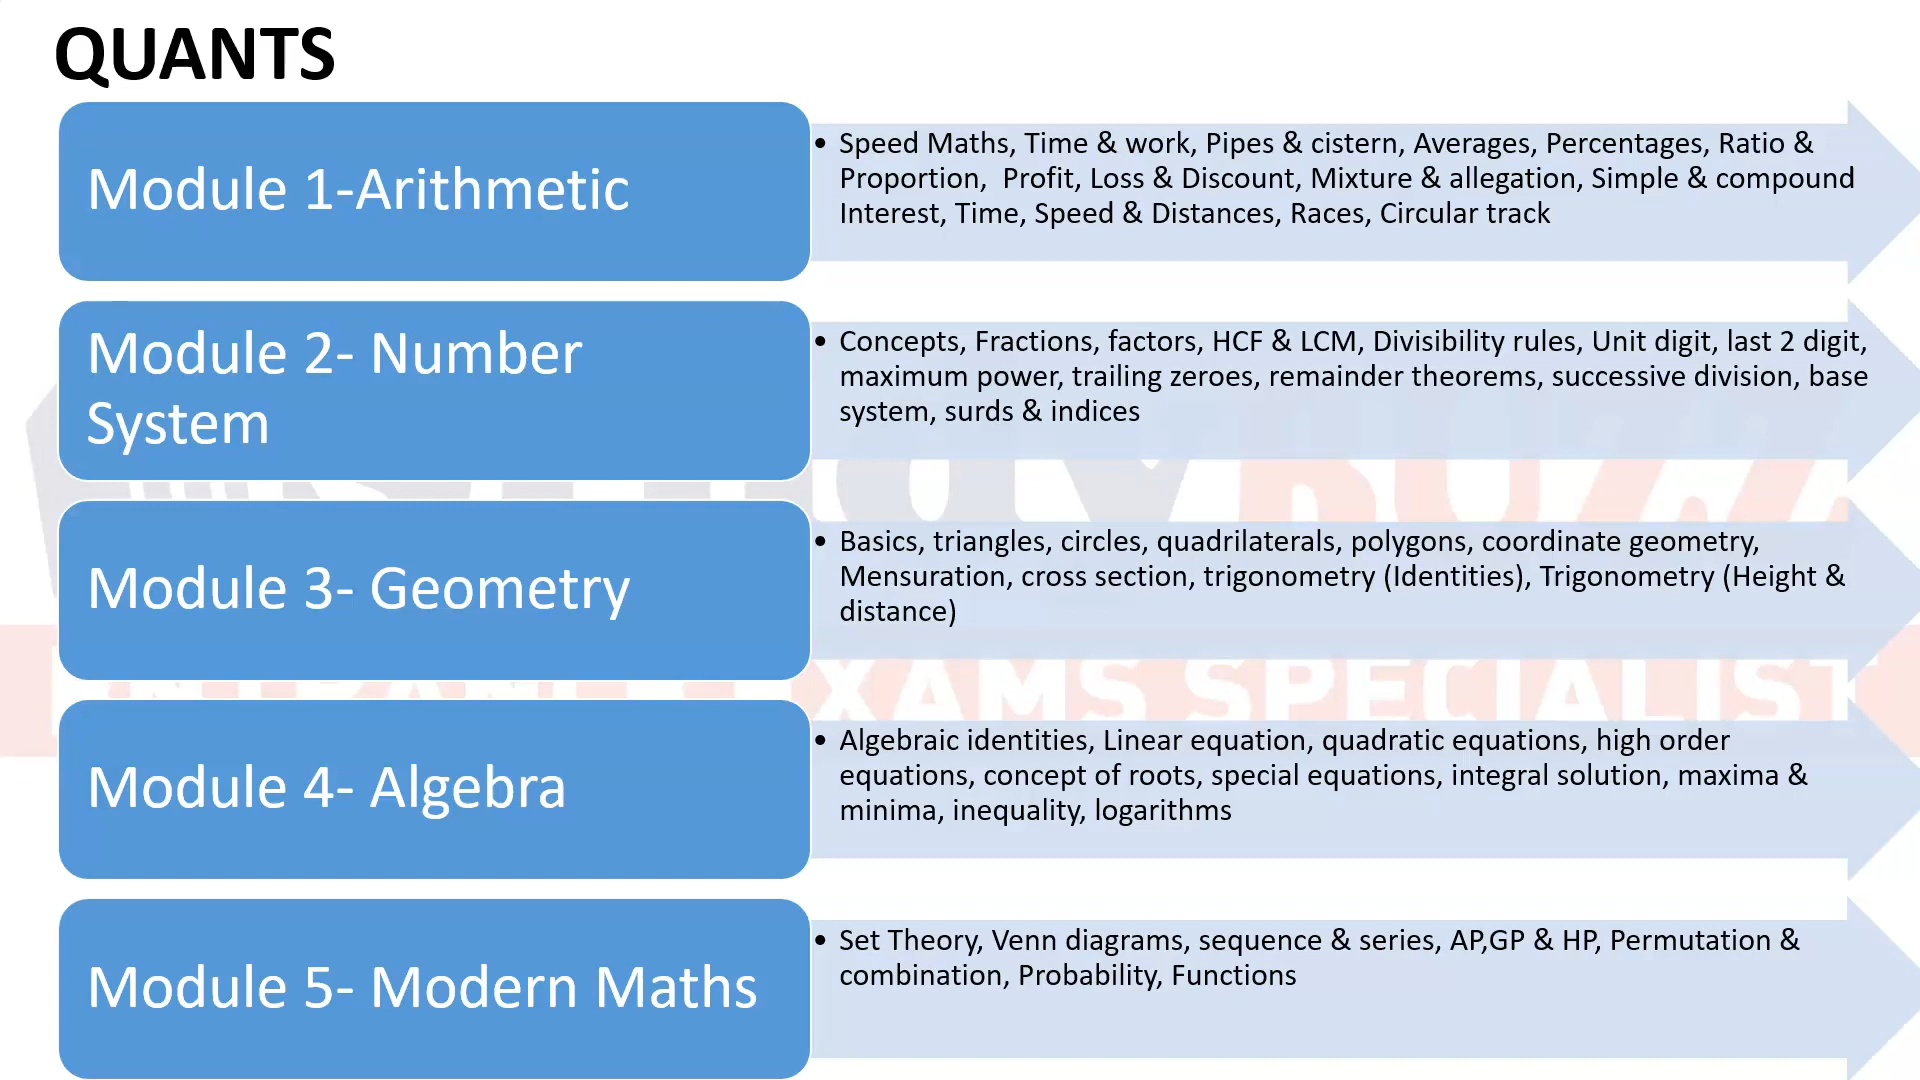 QUANTS
Module 1-Arithmetic
• Speed Maths, Time & work, Pipes & cistern, Averages, Percentages, Ratio &
Proportion,  Profit, Loss & Discount, Mixture & allegation, Simple & compound
Interest, Time, Speed & Distances, Races, Circular track
Module 2- Number
System
• Concepts, Fractions, factors, HCF & LCM, Divisibility rules, Unit digit, last 2 digit,
maximum power, trailing zeroes, remainder theorems, successive division, base
system, surds & indices
Module 3- Geometry
• Basics, triangles, circles, quadrilaterals, polygons, coordinate geometry,
Mensuration, cross section, trigonometry (Identities), Trigonometry (Height &
distance)
Module 4- Algebra
• Algebraic identities, Linear equation, quadratic equations, high order
equations, concept of roots, special equations, integral solution, maxima &
minima, inequality, logarithms
Module 5- Modern Maths
• Set Theory, Venn diagrams, sequence & series, AP,GP & HP, Permutation &
combination, Probability, Functions
EXAMS SPECIALIST